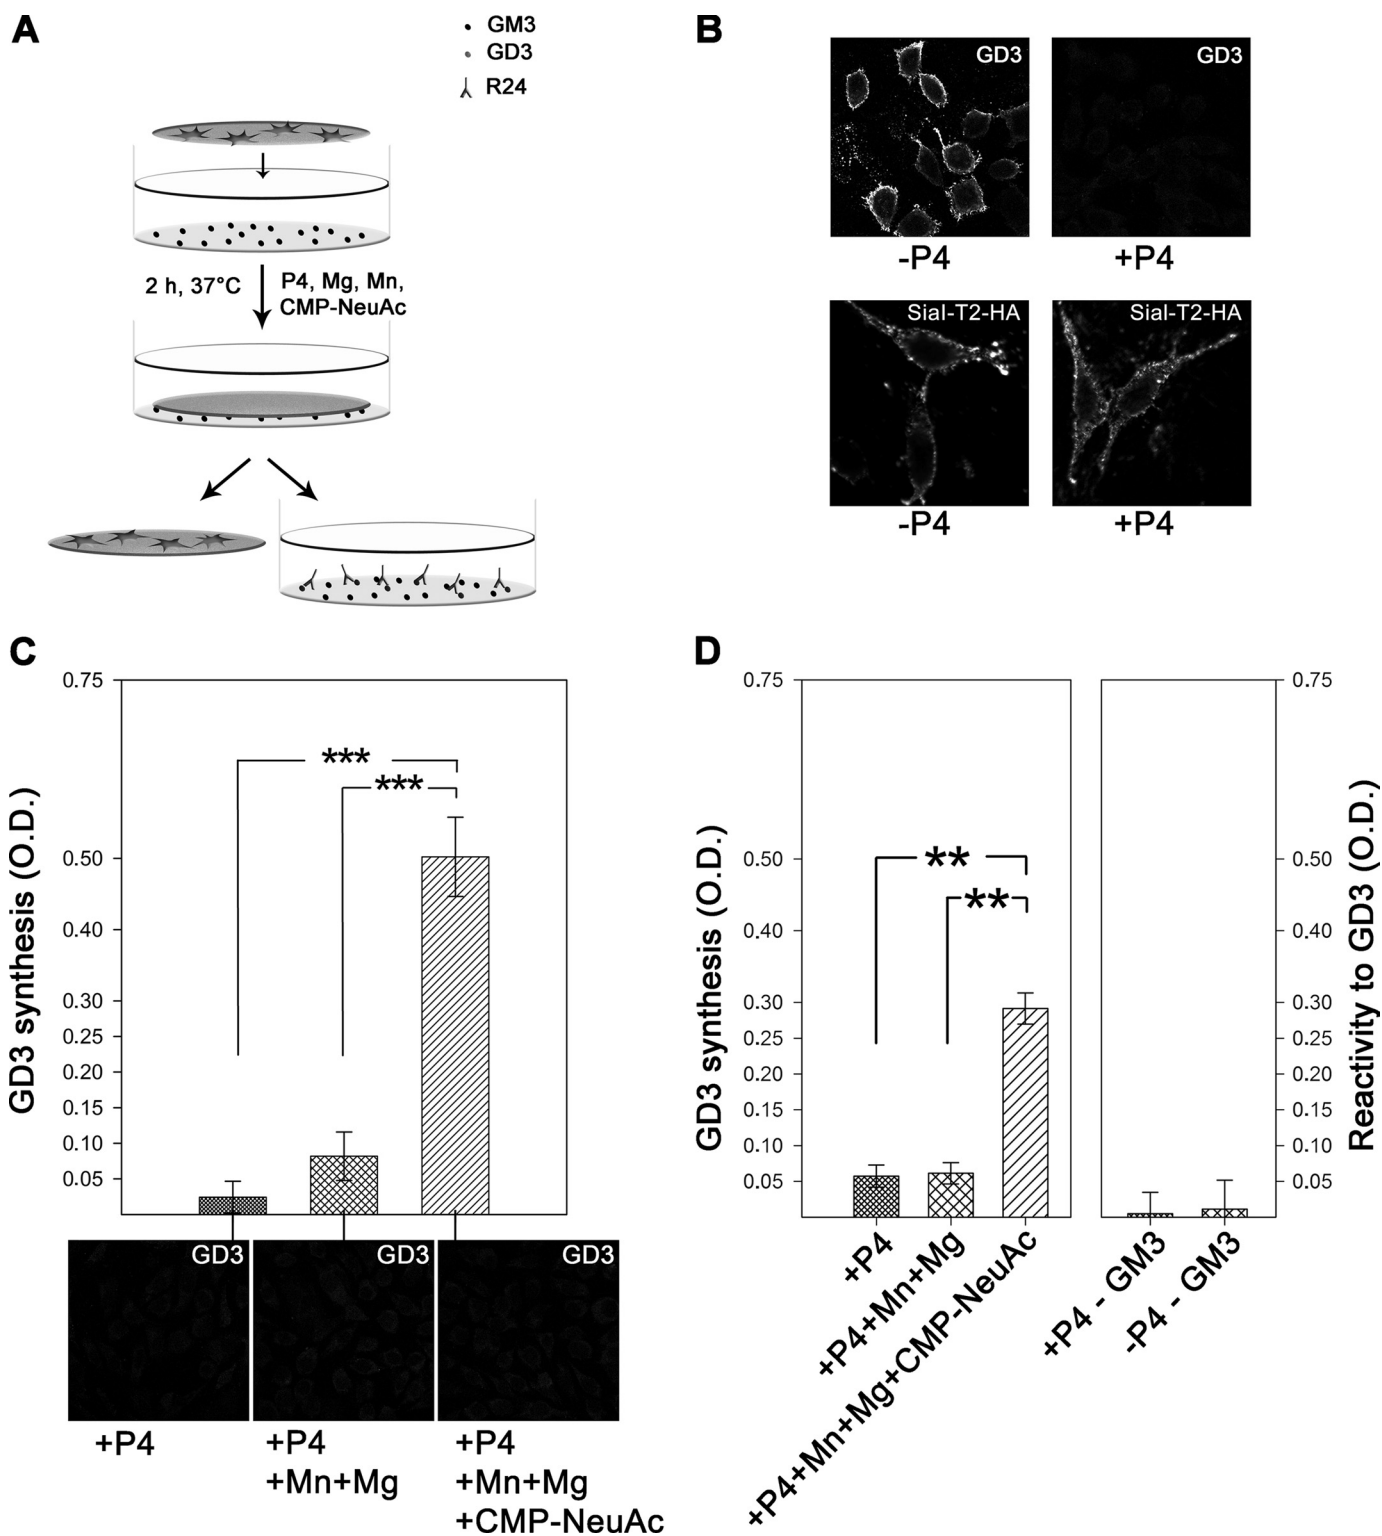 A
GM3
GD3
R24
2 h, 37°C
P4, Mg, Mn,
CMP-NeuAc
B
GD3
GD3
-P4
+P4
Sial-T2-HA
Sial-T2-HA
-P4
+P4
C
GD3 synthesis (O.D.)
0.75
0.50
0.40
0.30
0.25
0.20
0.15
0.10
0.05
***
***
GD3
GD3
GD3
+P4
+P4
+Mn+Mg
+P4
+Mn+Mg
+CMP-NeuAc
D
GD3 synthesis (O.D.)
0.75
0.50
0.40
0.30
0.25
0.20
0.15
0.10
0.05
**
**
+P4
+P4+Mn+Mg
+P4+Mn+Mg+CMP-NeuAc
0.75
0.50
0.40
0.30
0.25
0.20
0.15
0.10
0.05
Reactivity to GD3 (O.D.)
+P4 - GM3
-P4 - GM3